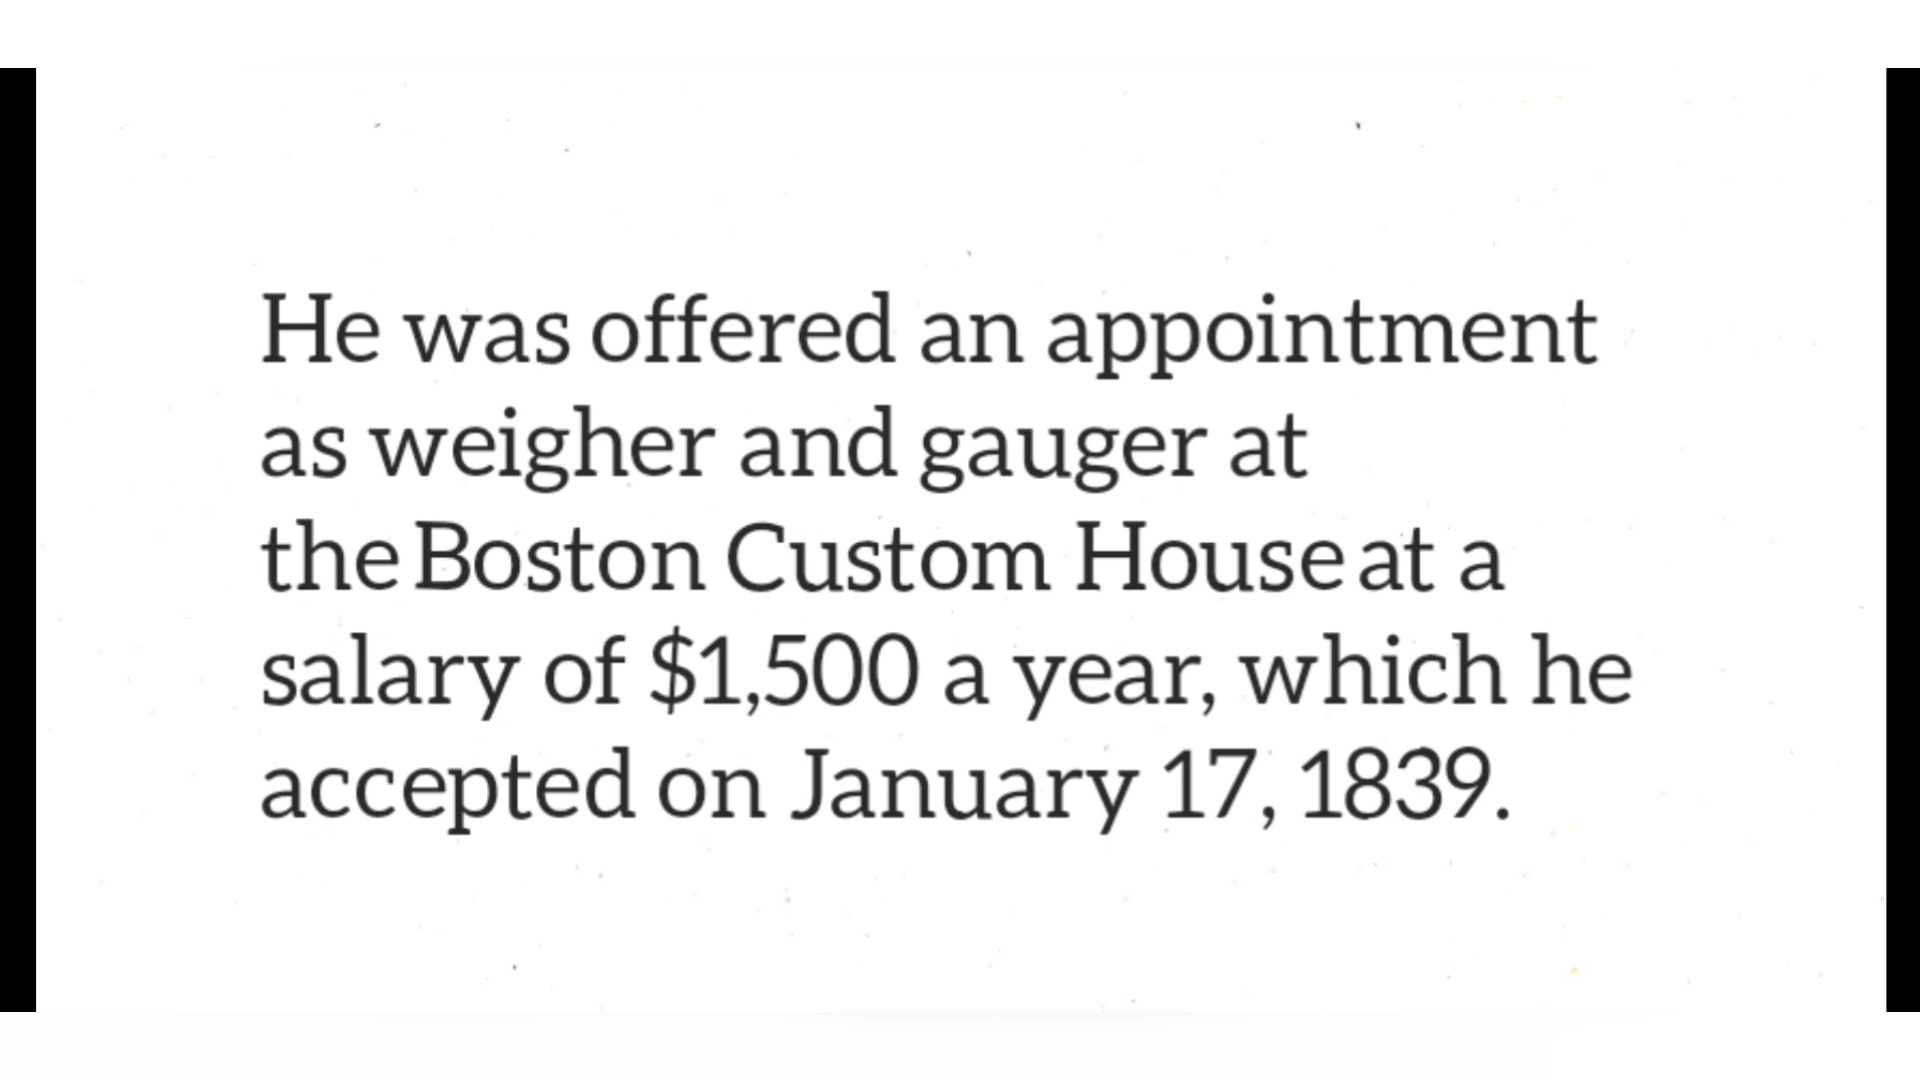 He was offered an appointment
as weigher and gauger at
the Boston Custom House at a
salary of $1,500 a year, which he
accepted on January 17, 1839.